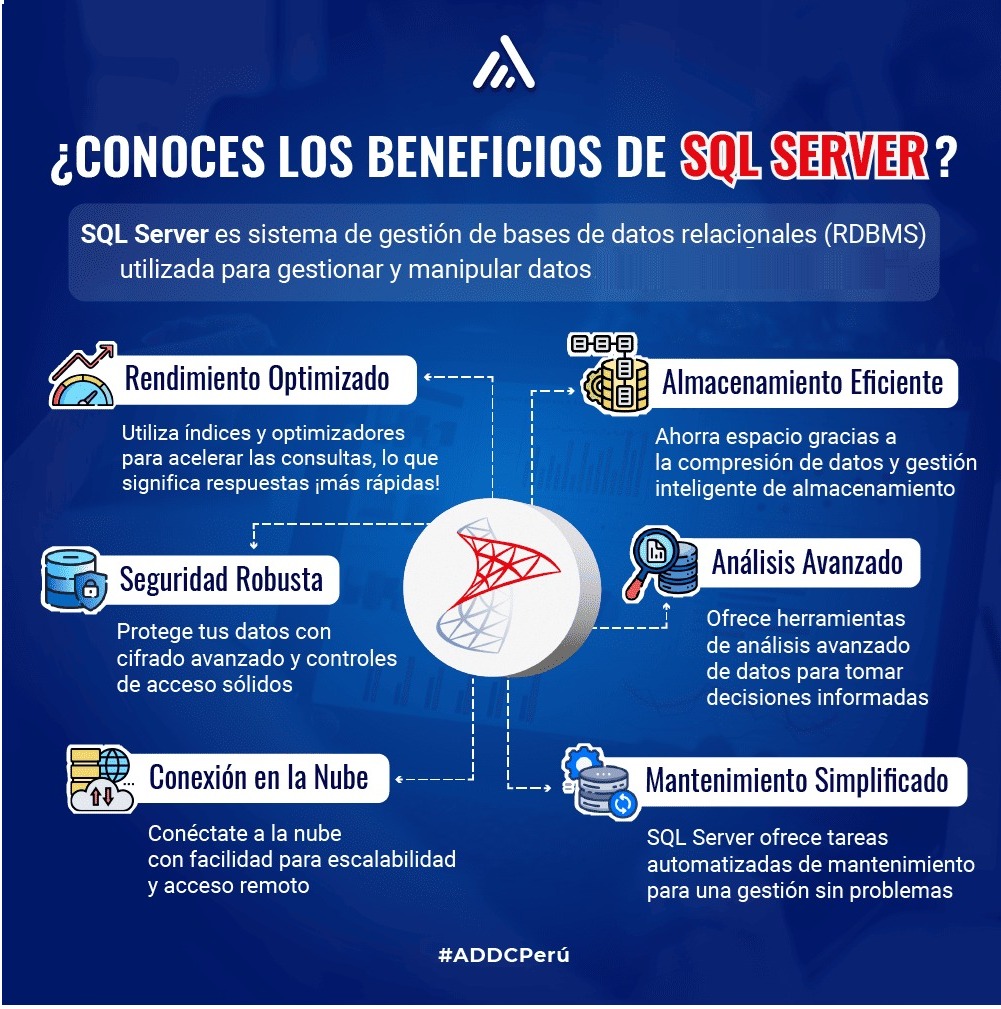 ¿CONOCES LOS BENEFICIOS DE SQL SERVER?
SQL Server es sistema de gestión de bases de datos relacionales (RDBMS)
utilizada para gestionar y manipular datos
Rendimiento Optimizado
Utiliza índices y optimizadores
para acelerar las consultas, lo que
significa respuestas ¡más rápidas!
Almacenamiento Eficiente
Ahorra espacio gracias a
la compresión de datos y gestión
inteligente de almacenamiento
Seguridad Robusta
Protege tus datos con
cifrado avanzado y controles
de acceso sólidos
Análisis Avanzado
Ofrece herramientas
de análisis avanzado
de datos para tomar
decisiones informadas
Conexión en la Nube
Conéctate a la nube
con facilidad para escalabilidad
y acceso remoto
Mantenimiento Simplificado
SQL Server ofrece tareas
automatizadas de mantenimiento
para una gestión sin problemas
#ADDCPerú